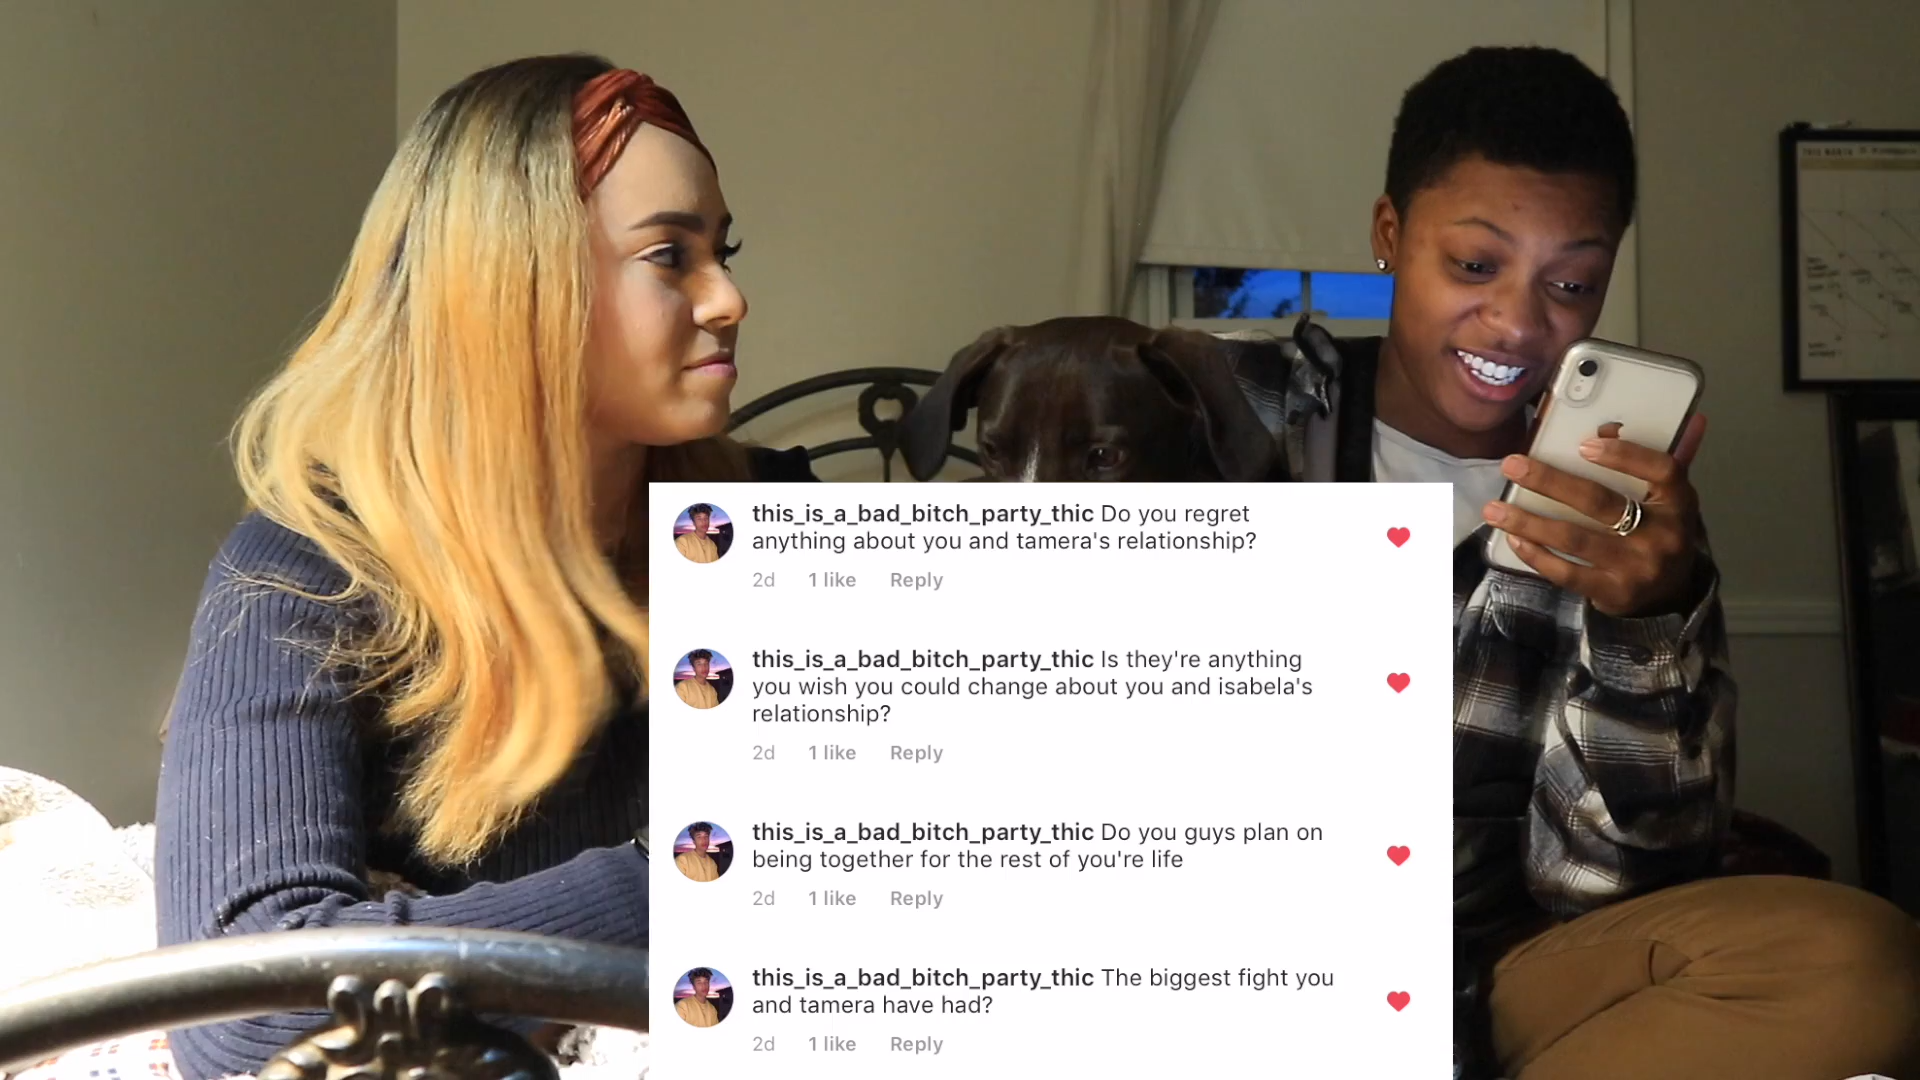 this_is_a_bad_bitch_party_thic Do you regret
anything about you and tamera's relationship?
2d 1 like Reply
this_is_a_bad_bitch_party_thic Is they're anything
you wish you could change about you and isabela's
relationship?
2d 1 like Reply
this_is_a_bad_bitch_party_thic Do you guys plan on
being together for the rest of you're life
2d 1 like Reply
this_is_a_bad_bitch_party_thic The biggest fight you
and tamera have had?
2d 1 like Reply